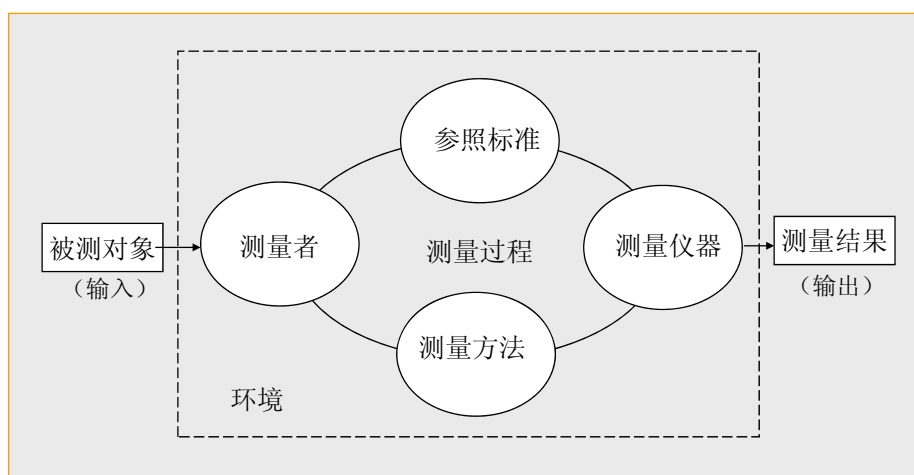 参照标准
被测对象
（输入）
测量者
测量过程
测量仪器
测量结果
（输出）
测量方法
环境